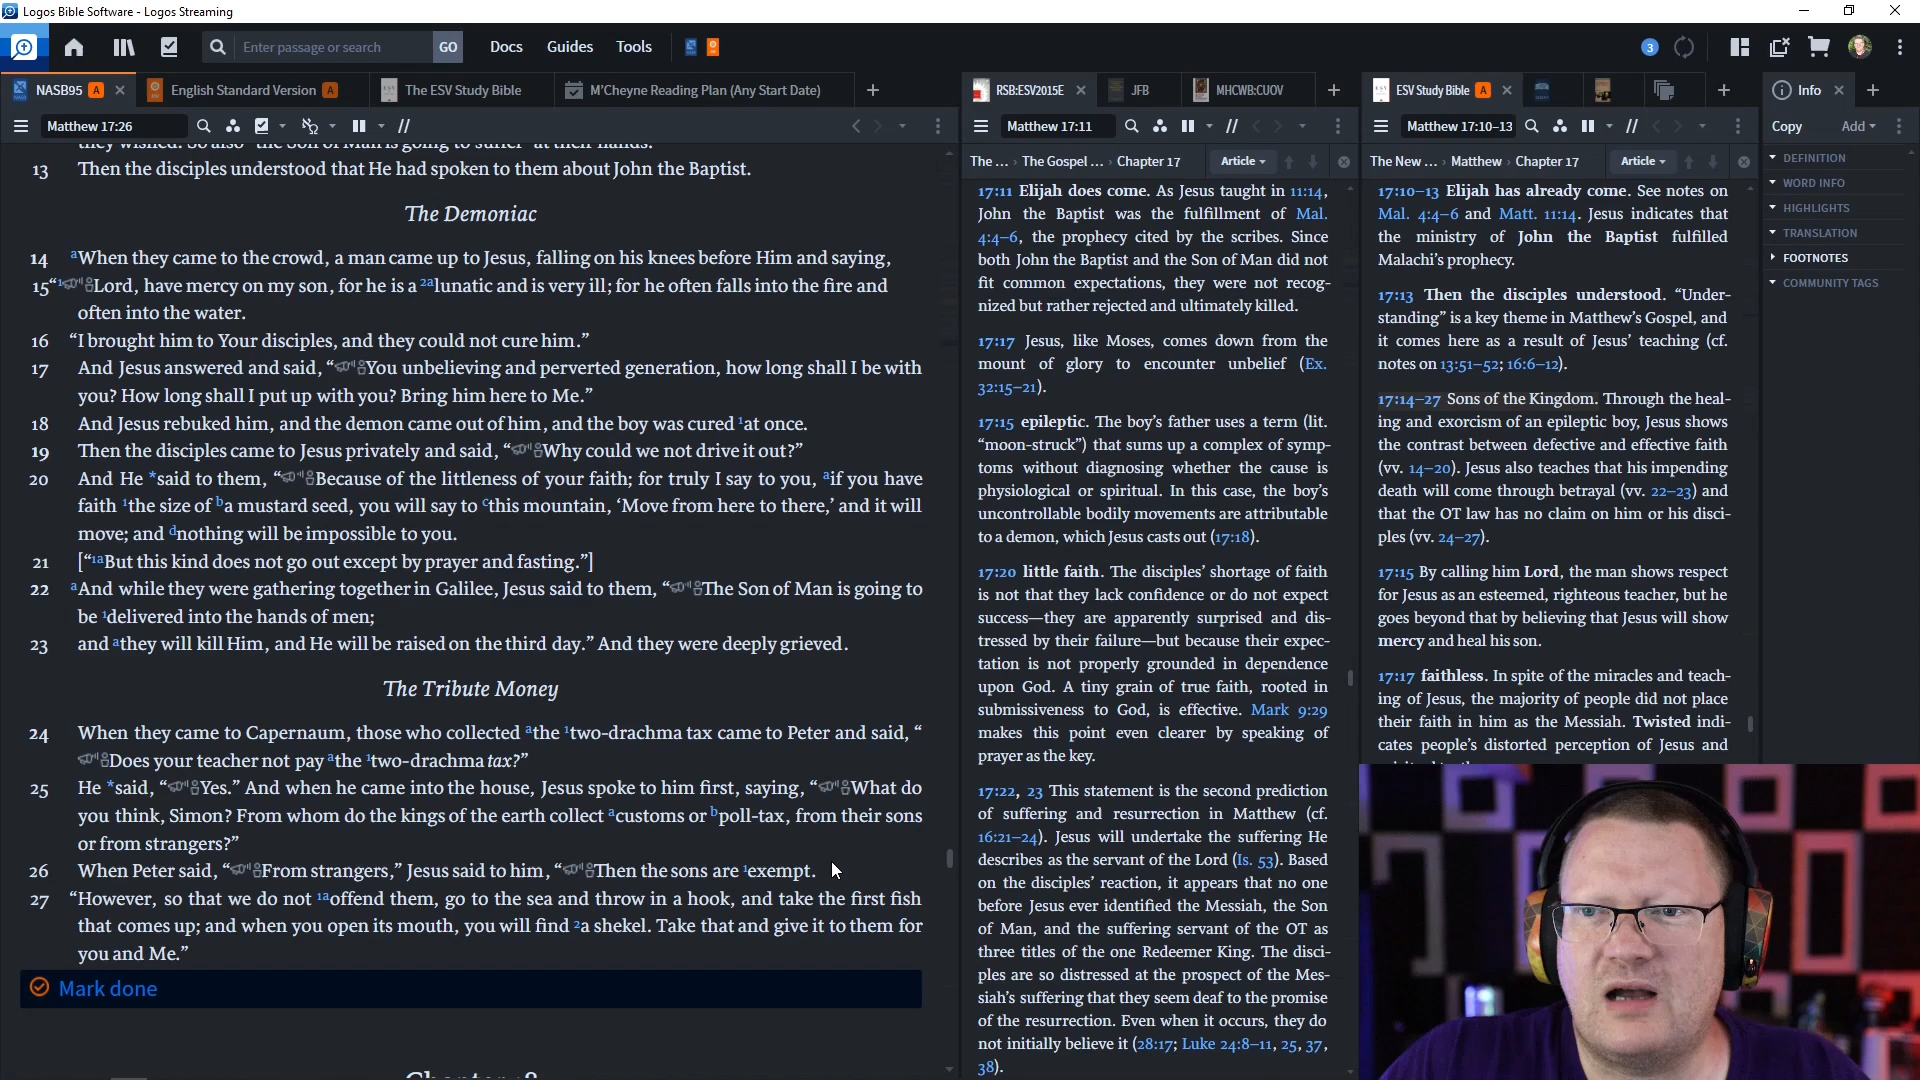 Logos Bible Software - Logos Streaming
Enter passage or search GO Docs Guides Tools
3
NASB95 A English Standard Version A The ESV Study Bible M'Cheyne Reading Plan (Any Start Date)
RSB:ESV2015E JFB MHCWB:CUOV
ESV Study Bible A
Info
Matthew 17:26
13 Then the disciples understood that He had spoken to them about John the Baptist.
The Demoniac
14 aWhen they came to the crowd, a man came up to Jesus, falling on his knees before Him and saying,
15 “1Lord, have mercy on my son, for he is a 2alunatic and is very ill; for he often falls into the fire and
often into the water.
16 “I brought him to Your disciples, and they could not cure him.”
17 And Jesus answered and said, “You unbelieving and perverted generation, how long shall I be with
you? How long shall I put up with you? Bring him here to Me.”
18 And Jesus rebuked him, and the demon came out of him, and the boy was cured 1at once.
19 Then the disciples came to Jesus privately and said, “Why could we not drive it out?”
20 And He *said to them, “Because of the littleness of your faith; for truly I say to you, aif you have
faith 1the size of ba mustard seed, you will say to cthis mountain, ‘Move from here to there,’ and it will
move; and dnothing will be impossible to you.
21 [“1aBut this kind does not go out except by prayer and fasting.”]
22 aAnd while they were gathering together in Galilee, Jesus said to them, “The Son of Man is going to
be 1delivered into the hands of men;
23 and athey will kill Him, and He will be raised on the third day.” And they were deeply grieved.
The Tribute Money
24 When they came to Capernaum, those who collected athe 1two-drachma tax came to Peter and said, “
Does your teacher not pay athe 1two-drachma tax?”
25 He *said, “Yes.” And when he came into the house, Jesus spoke to him first, saying, “What do
you think, Simon? From whom do the kings of the earth collect acustoms or bpoll-tax, from their sons
or from strangers?”
26 When Peter said, “From strangers,” Jesus said to him, “Then the sons are 1exempt.
27 “However, so that we do not 1aoffend them, go to the sea and throw in a hook, and take the first fish
that comes up; and when you open its mouth, you will find 2a shekel. Take that and give it to them for
you and Me.”
Mark done
Matthew 17:11
The ... › The Gospel ... › Chapter 17 Article
17:11 Elijah does come. As Jesus taught in 11:14,
John the Baptist was the fulfillment of Mal.
4:4–6, the prophecy cited by the scribes. Since
both John the Baptist and the Son of Man did not
fit common expectations, they were not recog-
nized but rather rejected and ultimately killed.
17:17 Jesus, like Moses, comes down from the
mount of glory to encounter unbelief (Ex.
32:15–21).
17:15 epileptic. The boy’s father uses a term (lit.
“moon-struck”) that sums up a complex of symp-
toms without diagnosing whether the cause is
physiological or spiritual. In this case, the boy’s
uncontrollable bodily movements are attributable
to a demon, which Jesus casts out (17:18).
17:20 little faith. The disciples’ shortage of faith
is not that they lack confidence or do not expect
success—they are apparently surprised and dis-
tressed by their failure—but because their expec-
tation is not properly grounded in dependence
upon God. A tiny grain of true faith, rooted in
submissiveness to God, is effective. Mark 9:29
makes this point even clearer by speaking of
prayer as the key.
17:22, 23 This statement is the second prediction
of suffering and resurrection in Matthew (cf.
16:21–24). Jesus will undertake the suffering He
describes as the servant of the Lord (Is. 53). Based
on the disciples’ reaction, it appears that no one
before Jesus ever identified the Messiah, the Son
of Man, and the suffering servant of the OT as
three titles of the one Redeemer King. The disci-
ples are so distressed at the prospect of the Mes-
siah’s suffering that they seem deaf to the promise
of the resurrection. Even when it occurs, they do
not initially believe it (28:17; Luke 24:8–11, 25, 37,
38).
Matthew 17:10–13
The New ... › Matthew › Chapter 17 Article
17:10–13 Elijah has already come. See notes on
Mal. 4:4–6 and Matt. 11:14. Jesus indicates that
the ministry of John the Baptist fulfilled
Malachi’s prophecy.
17:13 Then the disciples understood. “Under-
standing” is a key theme in Matthew’s Gospel, and
it comes here as a result of Jesus’ teaching (cf.
notes on 13:51–52; 16:6–12).
17:14–27 Sons of the Kingdom. Through the heal-
ing and exorcism of an epileptic boy, Jesus shows
the contrast between defective and effective faith
(vv. 14–20). Jesus also teaches that his impending
death will come through betrayal (vv. 22–23) and
that the OT law has no claim on him or his disci-
ples (vv. 24–27).
17:15 By calling him Lord, the man shows respect
for Jesus as an esteemed, righteous teacher, but he
goes beyond that by believing that Jesus will show
mercy and heal his son.
17:17 faithless. In spite of the miracles and teach-
ing of Jesus, the majority of people did not place
their faith in him as the Messiah. Twisted indi-
cates people’s distorted perception of Jesus and
Copy Add
DEFINITION
WORD INFO
HIGHLIGHTS
TRANSLATION
FOOTNOTES
COMMUNITY TAGS